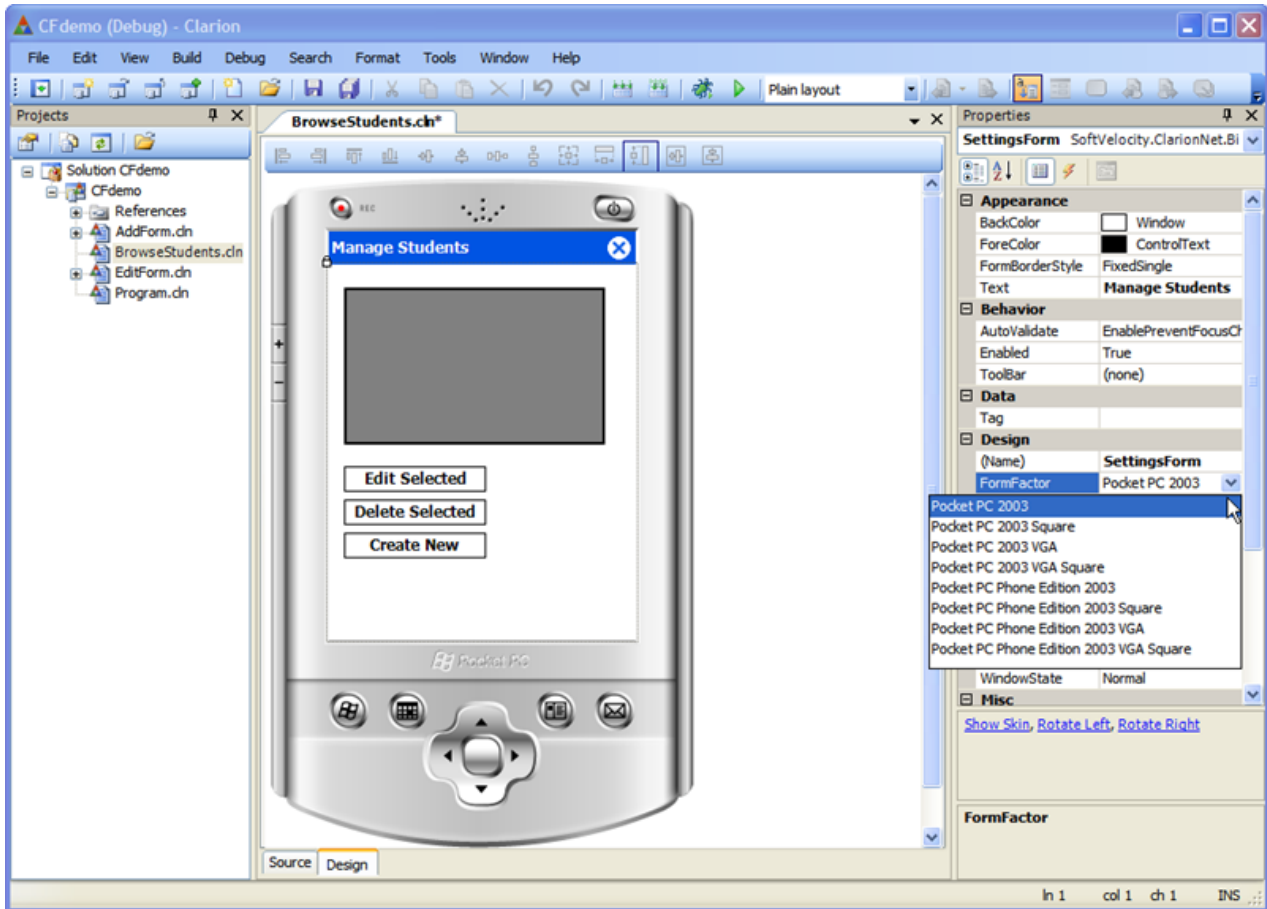 CFdemo (Debug) - Clarion
File Edit View Build Debug Search Format Tools Window Help
Plain layout
Projects
Solution CFdemo
CFdemo
References
AddForm.cln
BrowseStudents.cln
EditForm.cln
Program.cln
BrowseStudents.cln*
REC
Manage Students
Edit Selected
Delete Selected
Create New
Pocket PC
Source Design
Properties
SettingsForm SoftVelocity.ClarionNet.Bi
Appearance
BackColor Window
ForeColor ControlText
FormBorderStyle FixedSingle
Text Manage Students
Behavior
AutoValidate EnablePreventFocusCh
Enabled True
ToolBar (none)
Data
Tag
Design
(Name) SettingsForm
FormFactor Pocket PC 2003
Pocket PC 2003
Pocket PC 2003 Square
Pocket PC 2003 VGA
Pocket PC 2003 VGA Square
Pocket PC Phone Edition 2003
Pocket PC Phone Edition 2003 Square
Pocket PC Phone Edition 2003 VGA
Pocket PC Phone Edition 2003 VGA Square
WindowState Normal
Misc
Show Skin, Rotate Left, Rotate Right
FormFactor
ln 1 col 1 ch 1 INS